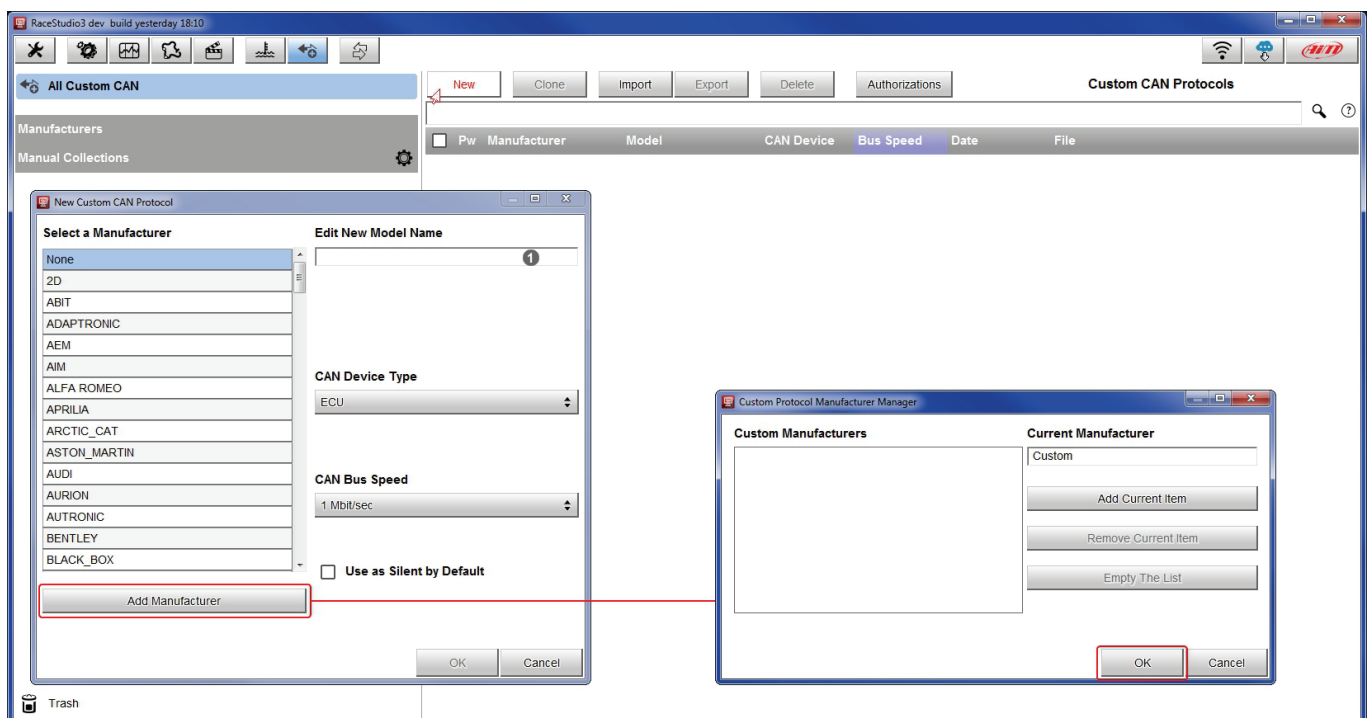 RaceStudio3 dev build yesterday 18:10
AiM
All Custom CAN
New Clone Import Export Delete Authorizations Custom CAN Protocols
Manufacturers
Manual Collections
Pw Manufacturer Model CAN Device Bus Speed Date File
New Custom CAN Protocol
Select a Manufacturer
None
2D
ABIT
ADAPTRONIC
AEM
AIM
ALFA ROMEO
APRILIA
ARCTIC_CAT
ASTON_MARTIN
AUDI
AURION
AUTRONIC
BENTLEY
BLACK_BOX
Add Manufacturer
Edit New Model Name
1
CAN Device Type
ECU
CAN Bus Speed
1 Mbit/sec
Use as Silent by Default
OK Cancel
Custom Protocol Manufacturer Manager
Custom Manufacturers
Current Manufacturer
Custom
Add Current Item
Remove Current Item
Empty The List
OK Cancel
Trash